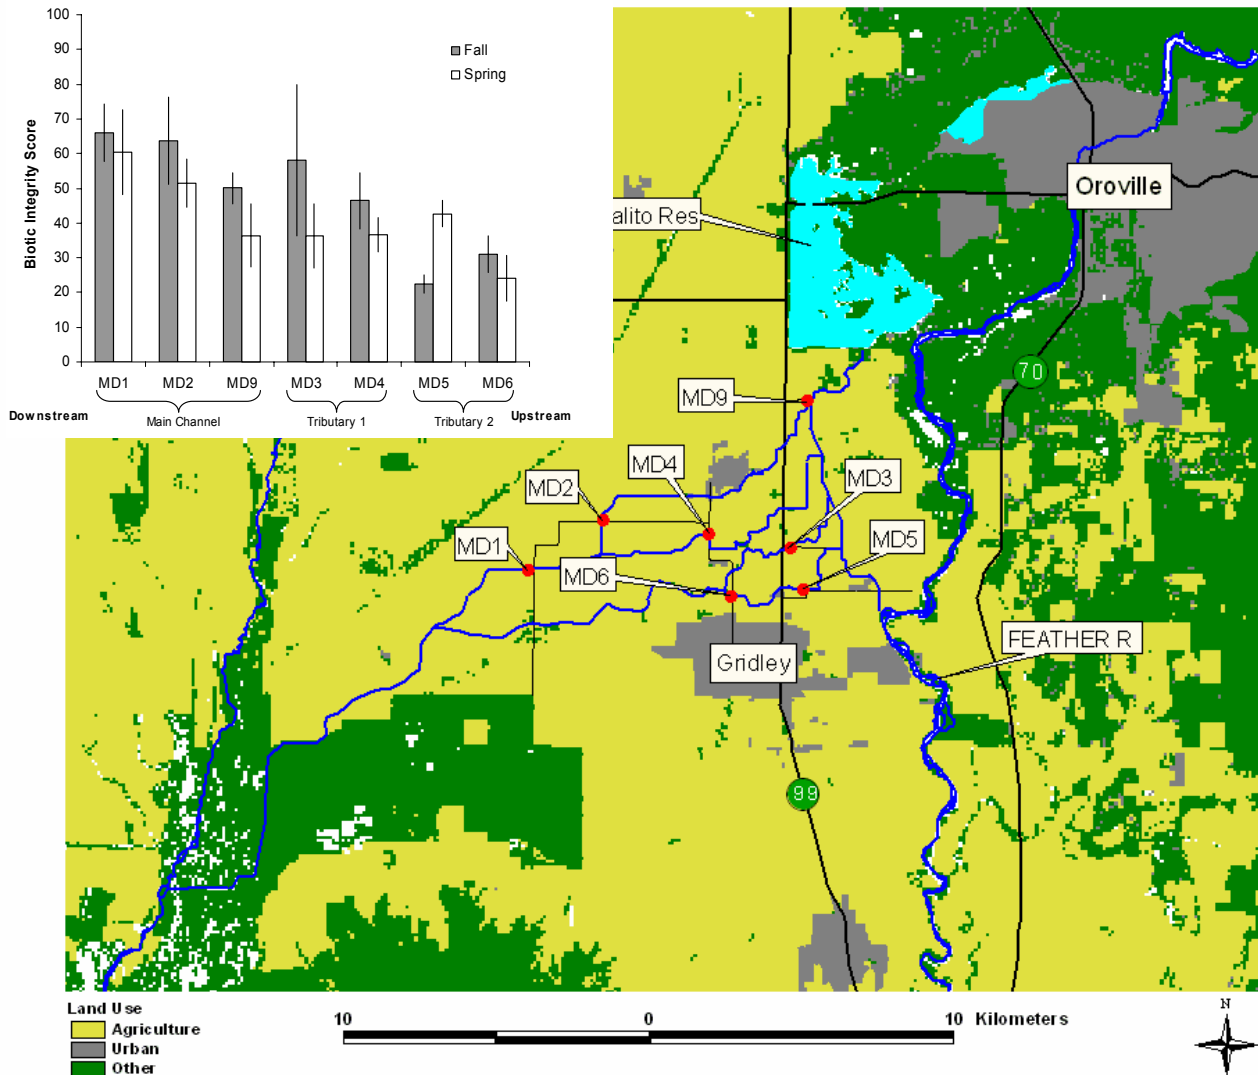 100
90
80
70
60
50
40
30
20
10
0
Biotic Integrity Score
Fall
Spring
MD1 MD2 MD9 MD3 MD4 MD5 MD6
Downstream Main Channel Tributary 1 Tributary 2 Upstream
alito Res
Oroville
70
MD9
MD4
MD3
MD2
MD5
MD1
MD6
FEATHER R
Gridley
99
Land Use
Agriculture
Urban
Other
10 0 10 Kilometers
N